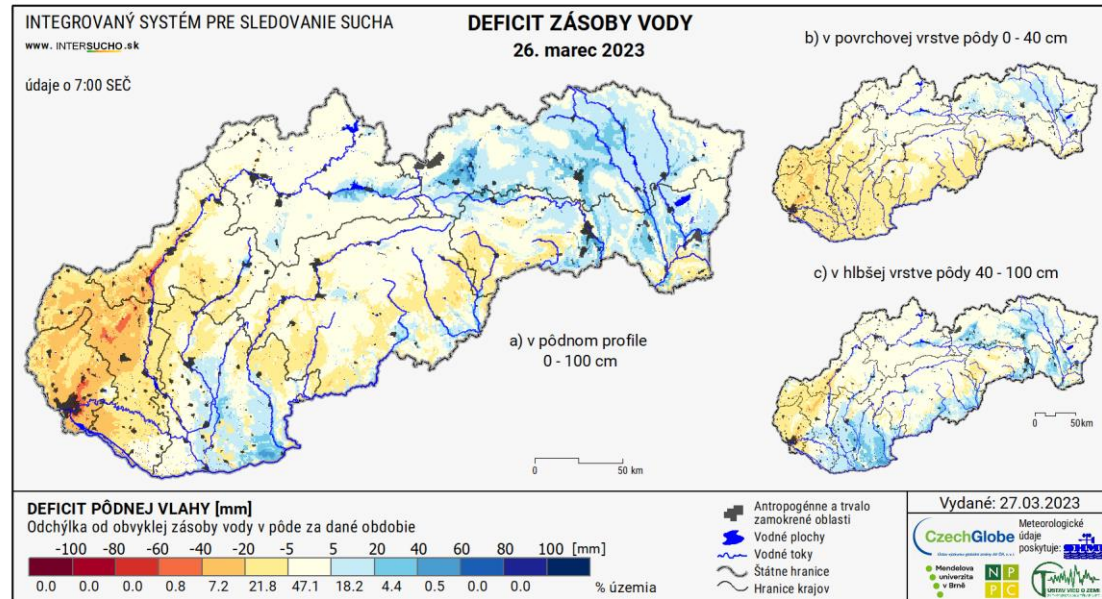 INTEGROVANÝ SYSTÉM PRE SLEDOVANIE SUCHA
www. INTERSUCHO.sk
údaje o 7:00 SEČ
DEFICIT ZÁSOBY VODY
26. marec 2023
b) v povrchovej vrstve pôdy 0 - 40 cm
c) v hlbšej vrstve pôdy 40 - 100 cm
a) v pôdnom profile
0 - 100 cm
0 50 km
0 50km
DEFICIT PÔDNEJ VLAHY [mm]
Odchýlka od obvyklej zásoby vody v pôde za dané obdobie
-100 -80 -60 -40 -20 -5 5 20 40 60 80 100 [mm]
0.0 0.0 0.0 0.8 7.2 21.8 47.1 18.2 4.4 0.5 0.0 0.0 0.0 % územia
Antropogénne a trvalo
zamokrené oblasti
Vodné plochy
Vodné toky
Štátne hranice
Hranice krajov
Vydané: 27.03.2023
CzechGlobe
Meteorologické
údaje
poskytuje:
SHMÚ
Mendelova
univerzita
v Brně
N P
P C
ÚSTAV VIED O ZEMI